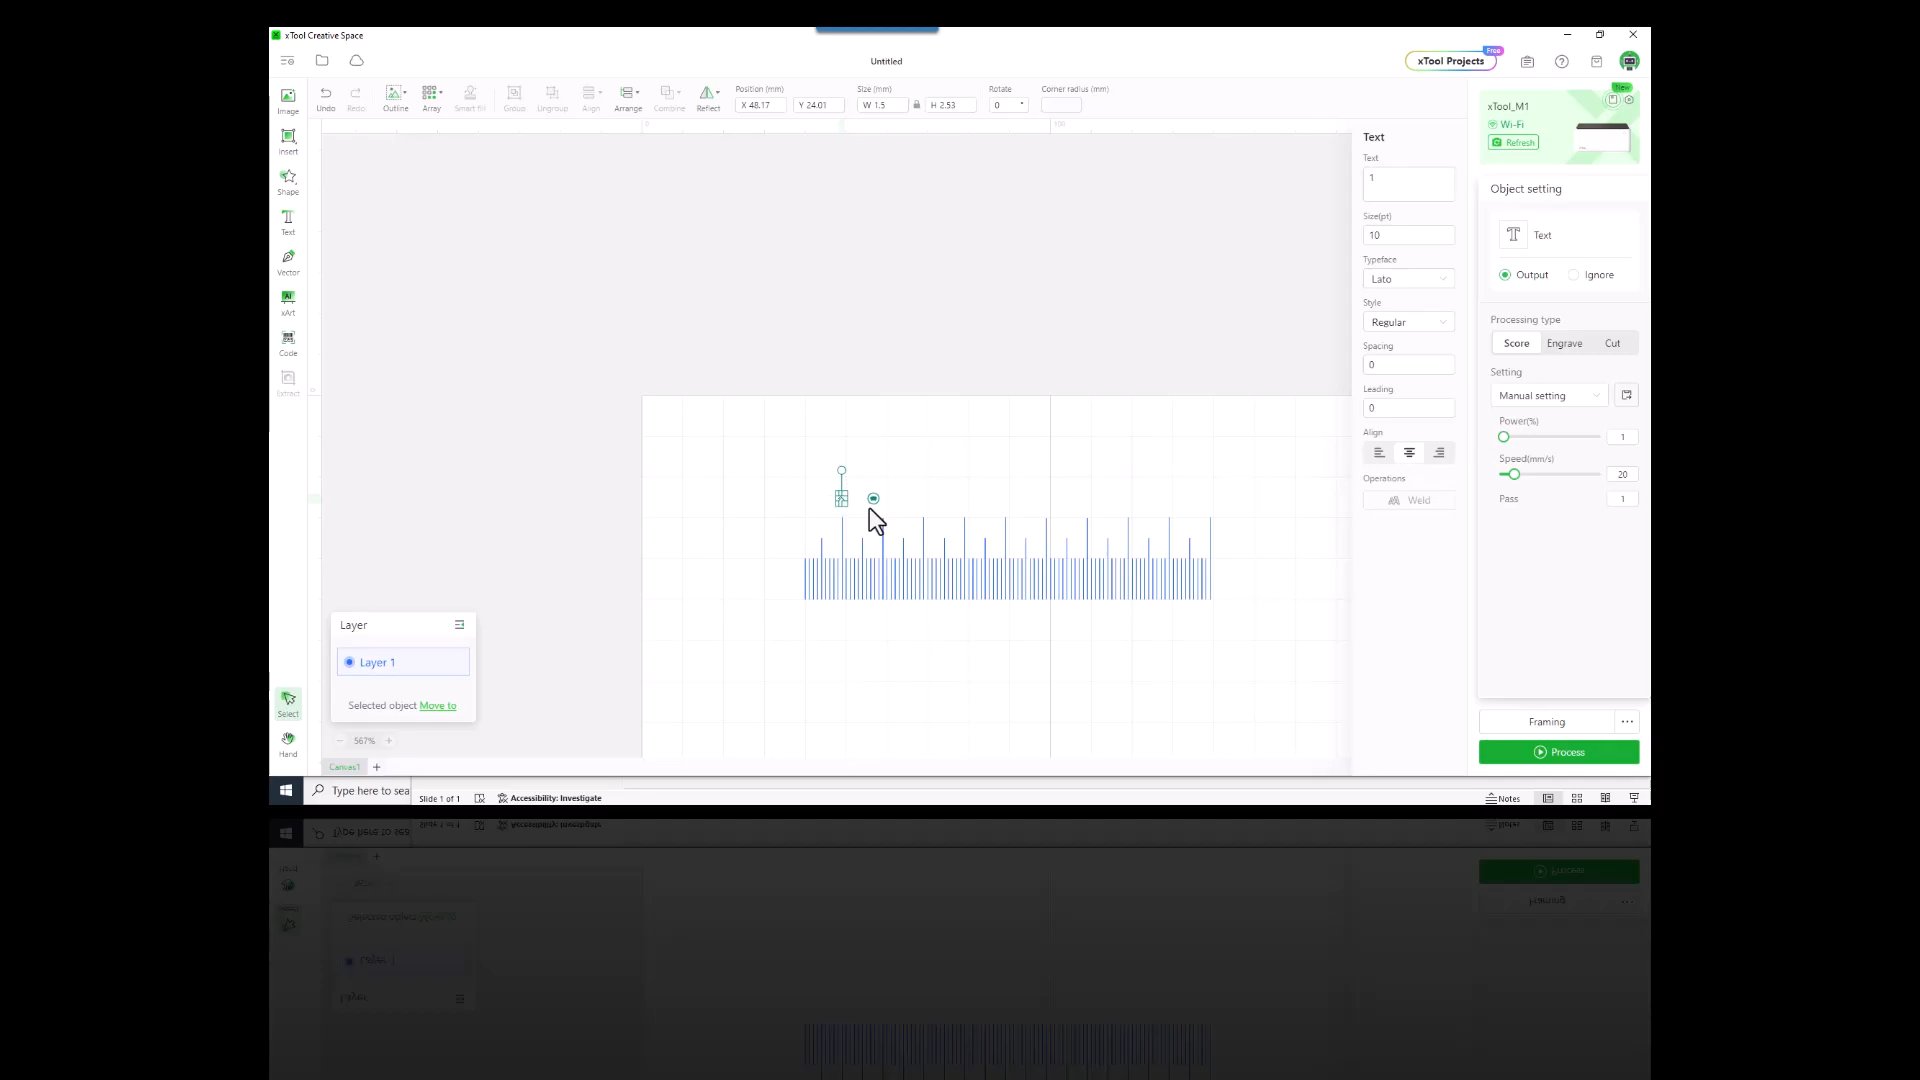 xTool Creative Space
Untitled
Free
xTool Projects
Image
Undo
Redo
Outline
Array
Smart fill
Group
Ungroup
Align
Arrange
Combine
Reflect
Position (mm)
X 48.17
Y 24.01
Size (mm)
W 1.5
H 2.53
Rotate
0
Corner radius (mm)
New
xTool_M1
Wi-Fi
Refresh
0
100
Insert
Shape
Text
Vector
AI
xArt
Code
Extract
0
Text
Text
1
Size(pt)
10
Typeface
Lato
Style
Regular
Spacing
0
Leading
0
Align
Operations
Weld
Object setting
Text
Output
Ignore
Processing type
Score
Engrave
Cut
Setting
Manual setting
Power(%)
1
Speed(mm/s)
20
Pass
1
Layer
Layer 1
Selected object Move to
Select
Hand
567%
Canvas1
Framing
Process
Type here to sea
Slide 1 of 1
Accessibility: Investigate
Notes